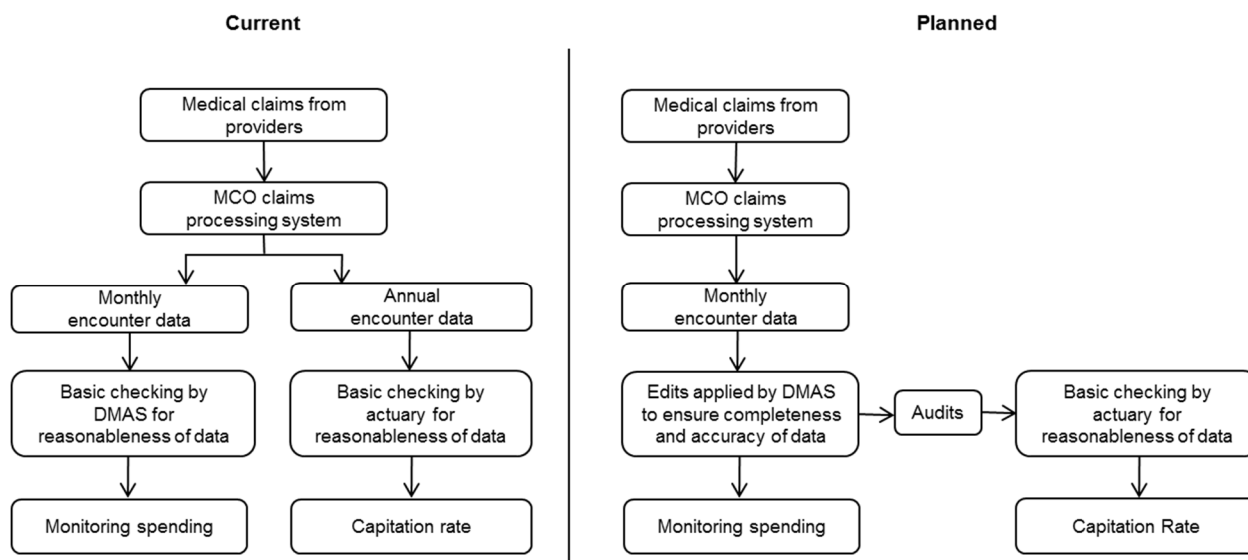 Current
Medical claims from
providers
MCO claims
processing system
Monthly
encounter data
Annual
encounter data
Basic checking by
DMAS for
reasonableness of data
Basic checking by
actuary for
reasonableness of data
Monitoring spending
Capitation rate
Planned
Medical claims from
providers
MCO claims
processing system
Monthly
encounter data
Edits applied by DMAS
to ensure completeness
and accuracy of data
Audits
Basic checking by
actuary for
reasonableness of data
Monitoring spending
Capitation Rate